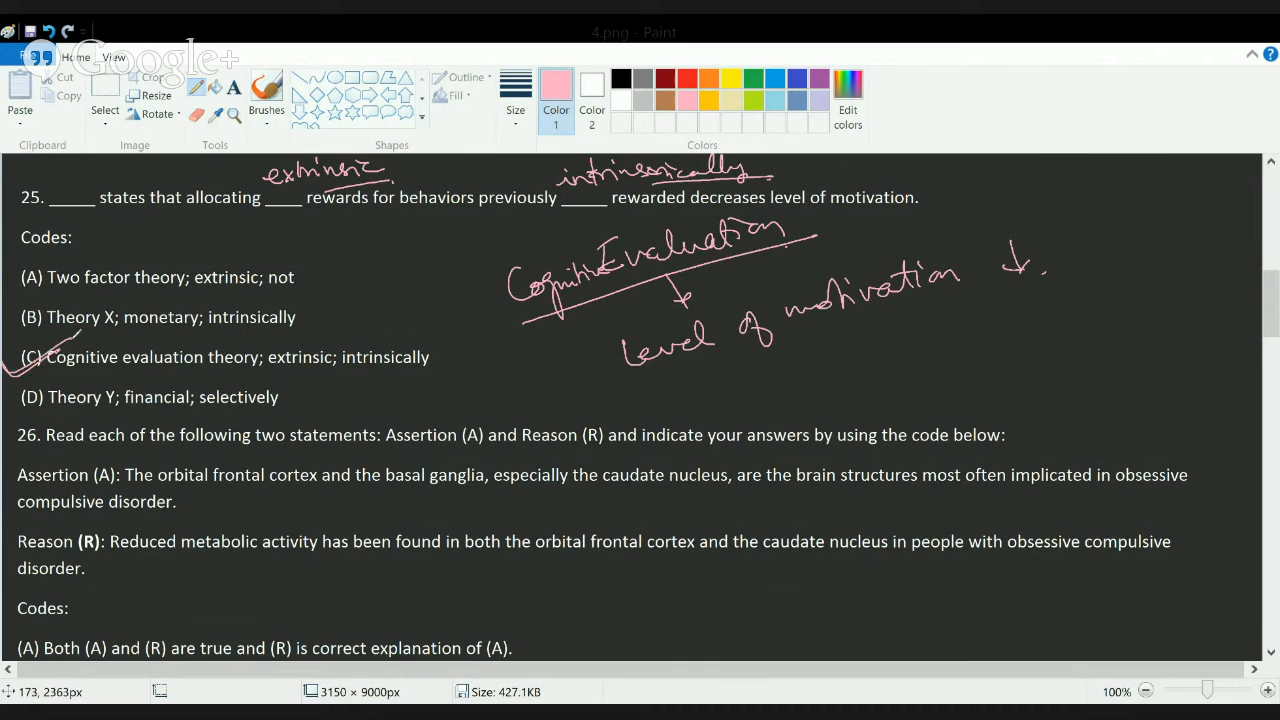 4.png - Paint
Google+
File Home View
Paste
Cut
Copy
Clipboard
Select
Crop
Resize
Rotate
Image
Tools
Brushes
Shapes
Outline
Fill
Size
Color 1
Color 2
Edit colors
Colors
extrinsic intrinsically
25. _____ states that allocating ____ rewards for behaviors previously _____ rewarded decreases level of motivation.
Codes:
Cognitive Evaluation
(A) Two factor theory; extrinsic; not
(B) Theory X; monetary; intrinsically
Level of motivation ↓
(C) Cognitive evaluation theory; extrinsic; intrinsically
(D) Theory Y; financial; selectively
26. Read each of the following two statements: Assertion (A) and Reason (R) and indicate your answers by using the code below:
Assertion (A): The orbital frontal cortex and the basal ganglia, especially the caudate nucleus, are the brain structures most often implicated in obsessive
compulsive disorder.
Reason (R): Reduced metabolic activity has been found in both the orbital frontal cortex and the caudate nucleus in people with obsessive compulsive
disorder.
Codes:
(A) Both (A) and (R) are true and (R) is correct explanation of (A).
173, 2363px 3150 × 9000px Size: 427.1KB 100%